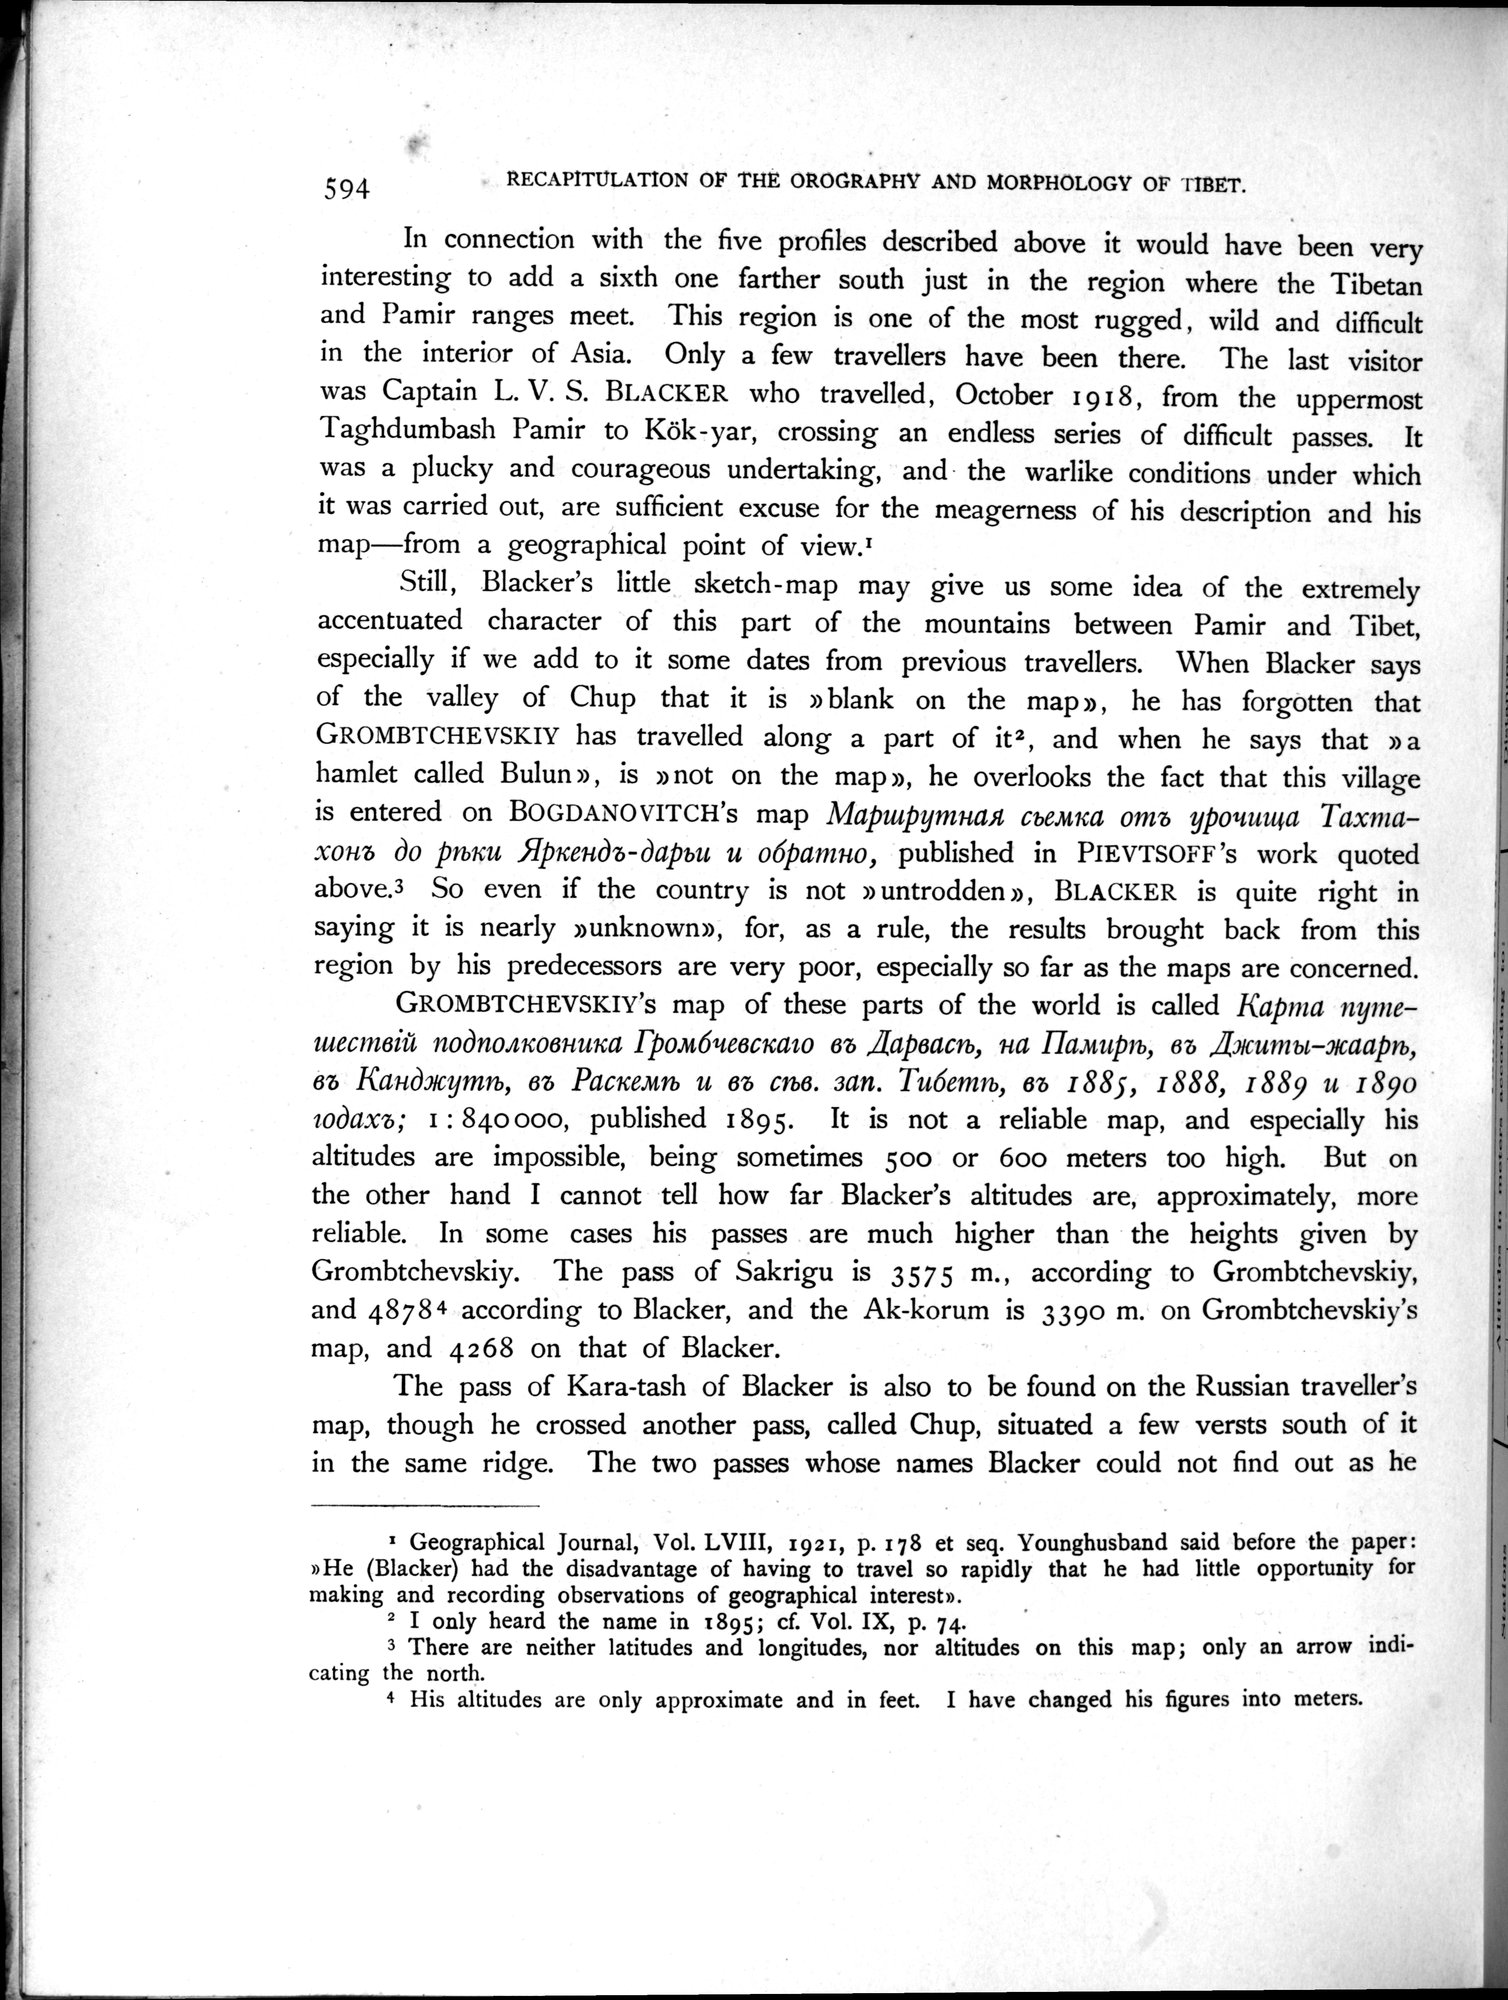 594 RECAPITULATION OF THE OROGRAPHY AND MORPHOLOGY OF TIBET.
In connection with the five profiles described above it would have been very
interesting to add a sixth one farther south just in the region where the Tibetan
and Pamir ranges meet. This region is one of the most rugged, wild and difficult
in the interior of Asia. Only a few travellers have been there. The last visitor
was Captain L. V. S. BLACKER who travelled, October 1918, from the uppermost
Taghdumbash Pamir to Kök-yar, crossing an endless series of difficult passes. It
was a plucky and courageous undertaking, and the warlike conditions under which
it was carried out, are sufficient excuse for the meagerness of his description and his
map—from a geographical point of view.¹
Still, Blacker's little sketch-map may give us some idea of the extremely
accentuated character of this part of the mountains between Pamir and Tibet,
especially if we add to it some dates from previous travellers. When Blacker says
of the valley of Chup that it is »blank on the map», he has forgotten that
GROMBTCHEVSKIY has travelled along a part of it², and when he says that »a
hamlet called Bulun», is »not on the map», he overlooks the fact that this village
is entered on BOGDANOVITCH's map Маршрутная сьемка отъ урочища Тахта-
хонъ до рѣки Яркендъ-дарьи и обратно, published in PIEVTSOFF's work quoted
above.³ So even if the country is not »untrodden», BLACKER is quite right in
saying it is nearly »unknown», for, as a rule, the results brought back from this
region by his predecessors are very poor, especially so far as the maps are concerned.
GROMBTCHEVSKIY's map of these parts of the world is called Карта путе-
шествій подполковника Громбчевскаго въ Дарвасѣ, на Памирѣ, въ Джиты-жаарѣ,
въ Канджутѣ, въ Раскемѣ и въ сѣв. зап. Тибетѣ, въ 1885, 1888, 1889 и 1890
годахъ; 1 : 840000, published 1895. It is not a reliable map, and especially his
altitudes are impossible, being sometimes 500 or 600 meters too high. But on
the other hand I cannot tell how far Blacker's altitudes are, approximately, more
reliable. In some cases his passes are much higher than the heights given by
Grombtchevskiy. The pass of Sakrigu is 3575 m., according to Grombtchevskiy,
and 4878⁴ according to Blacker, and the Ak-korum is 3390 m. on Grombtchevskiy's
map, and 4268 on that of Blacker.
The pass of Kara-tash of Blacker is also to be found on the Russian traveller's
map, though he crossed another pass, called Chup, situated a few versts south of it
in the same ridge. The two passes whose names Blacker could not find out as he
¹ Geographical Journal, Vol. LVIII, 1921, p. 178 et seq. Younghusband said before the paper:
»He (Blacker) had the disadvantage of having to travel so rapidly that he had little opportunity for
making and recording observations of geographical interest».
² I only heard the name in 1895; cf. Vol. IX, p. 74.
³ There are neither latitudes and longitudes, nor altitudes on this map; only an arrow indi-
cating the north.
⁴ His altitudes are only approximate and in feet. I have changed his figures into meters.